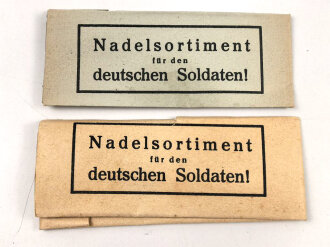 Nadelsortiment
für den
deutschen Soldaten!
Nadelsortiment
für den
deutschen Soldaten!